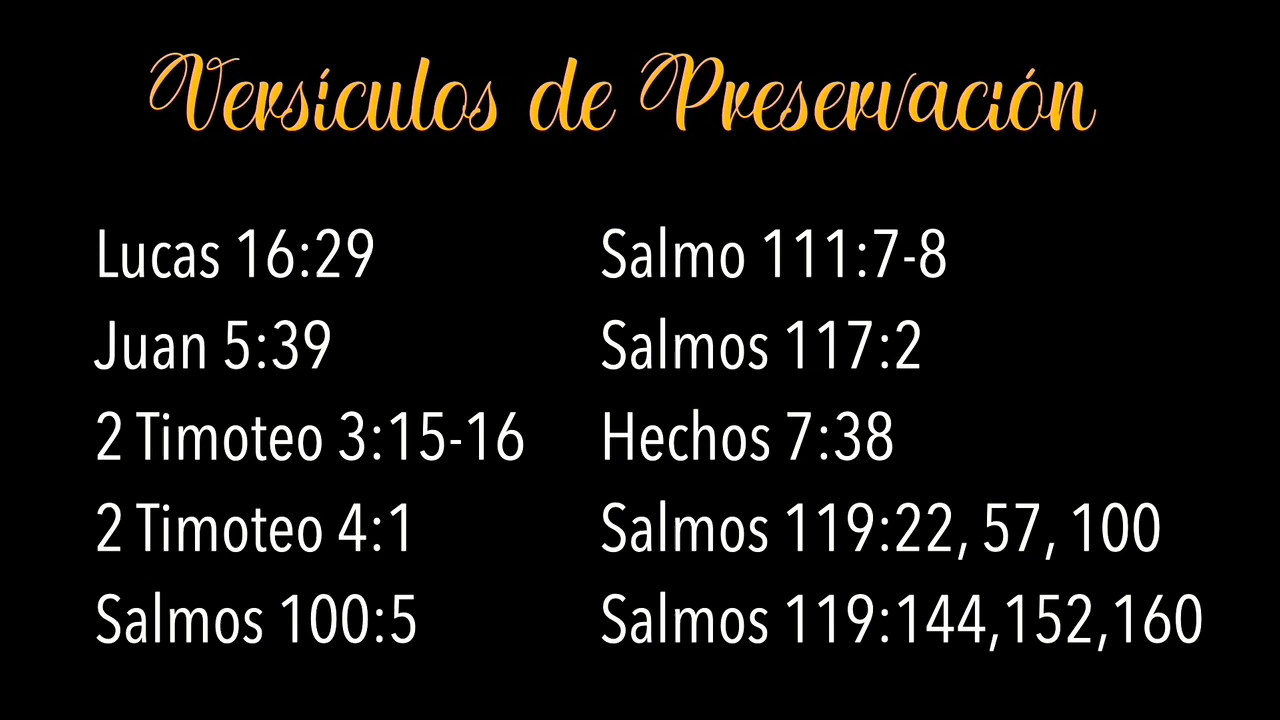 Versículos de Preservación
Lucas 16:29
Juan 5:39
2 Timoteo 3:15-16
2 Timoteo 4:1
Salmos 100:5
Salmo 111:7-8
Salmos 117:2
Hechos 7:38
Salmos 119:22, 57, 100
Salmos 119:144,152,160